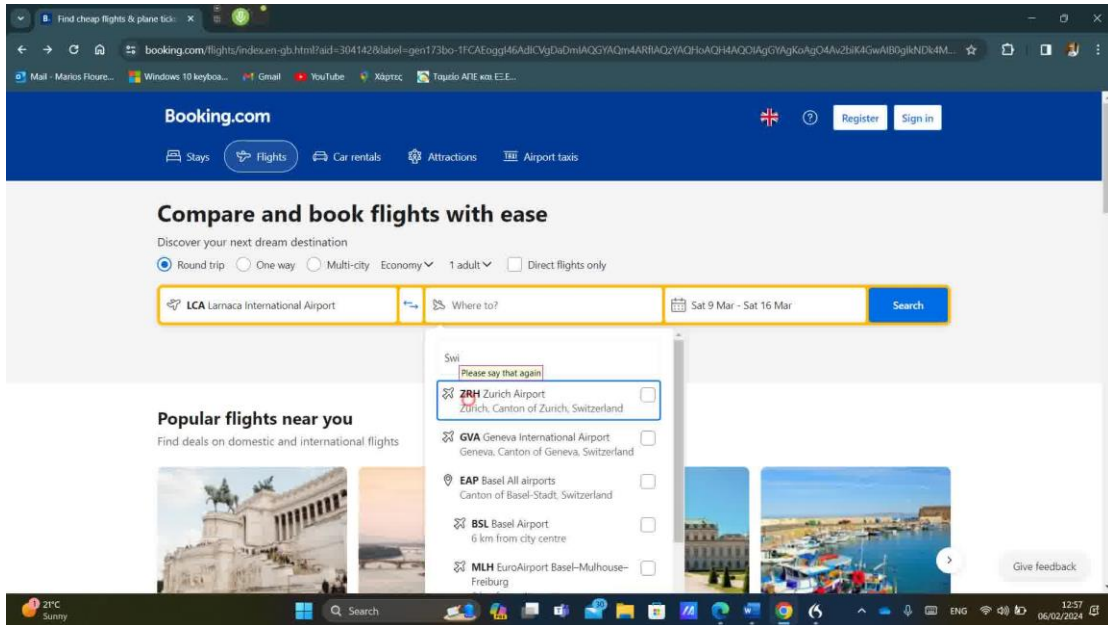 Find cheap flights & plane tick
booking.com/flights/index.en-gb.html?aid=304142&label=gen173bo-1FCAEoggI46AdICVgDaDmIAQGYAQm4ARfIAQzYAQHoAQH4AQOIAgGYAgKoAgO4Av2biK4GwAIB0gIkNDk4M...
Mail - Marios Floure... Windows 10 keyboa... Gmail YouTube Χάρτες Ταμείο ΑΠΕ και ΕΞ.Ε...
Booking.com
Register Sign in
Stays Flights Car rentals Attractions Airport taxis
Compare and book flights with ease
Discover your next dream destination
Round trip One way Multi-city Economy 1 adult Direct flights only
LCA Larnaca International Airport Where to? Sat 9 Mar - Sat 16 Mar Search
Swi
Please say that again
ZRH Zurich Airport
Zurich, Canton of Zurich, Switzerland
Popular flights near you
Find deals on domestic and international flights
GVA Geneva International Airport
Geneva, Canton of Geneva, Switzerland
EAP Basel All airports
Canton of Basel-Stadt, Switzerland
BSL Basel Airport
6 km from city centre
MLH EuroAirport Basel–Mulhouse–
Freiburg
Give feedback
21°C
Sunny
Search
ENG
12:57
06/02/2024